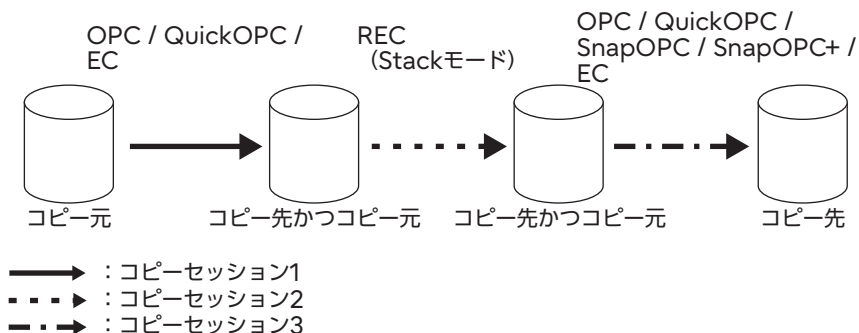 OPC / QuickOPC /
EC
REC
（Stackモード）
OPC / QuickOPC /
SnapOPC / SnapOPC+ /
EC
コピー元
コピー先かつコピー元
コピー先かつコピー元
コピー先
：コピーセッション1
：コピーセッション2
：コピーセッション3